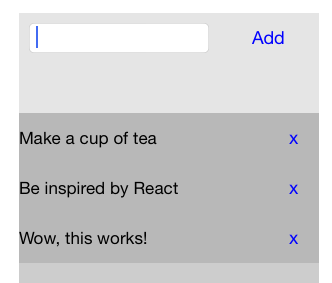 Add
Make a cup of tea x
Be inspired by React x
Wow, this works! x